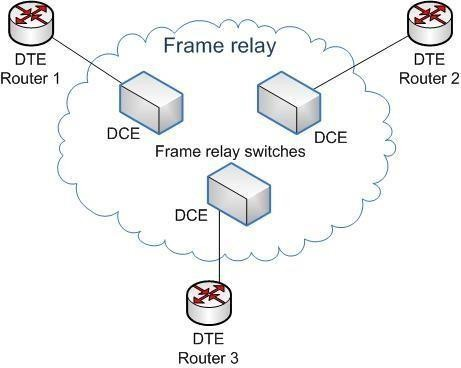 Frame relay
DTE
Router 1
DTE
Router 2
DCE
DCE
Frame relay switches
DCE
DTE
Router 3